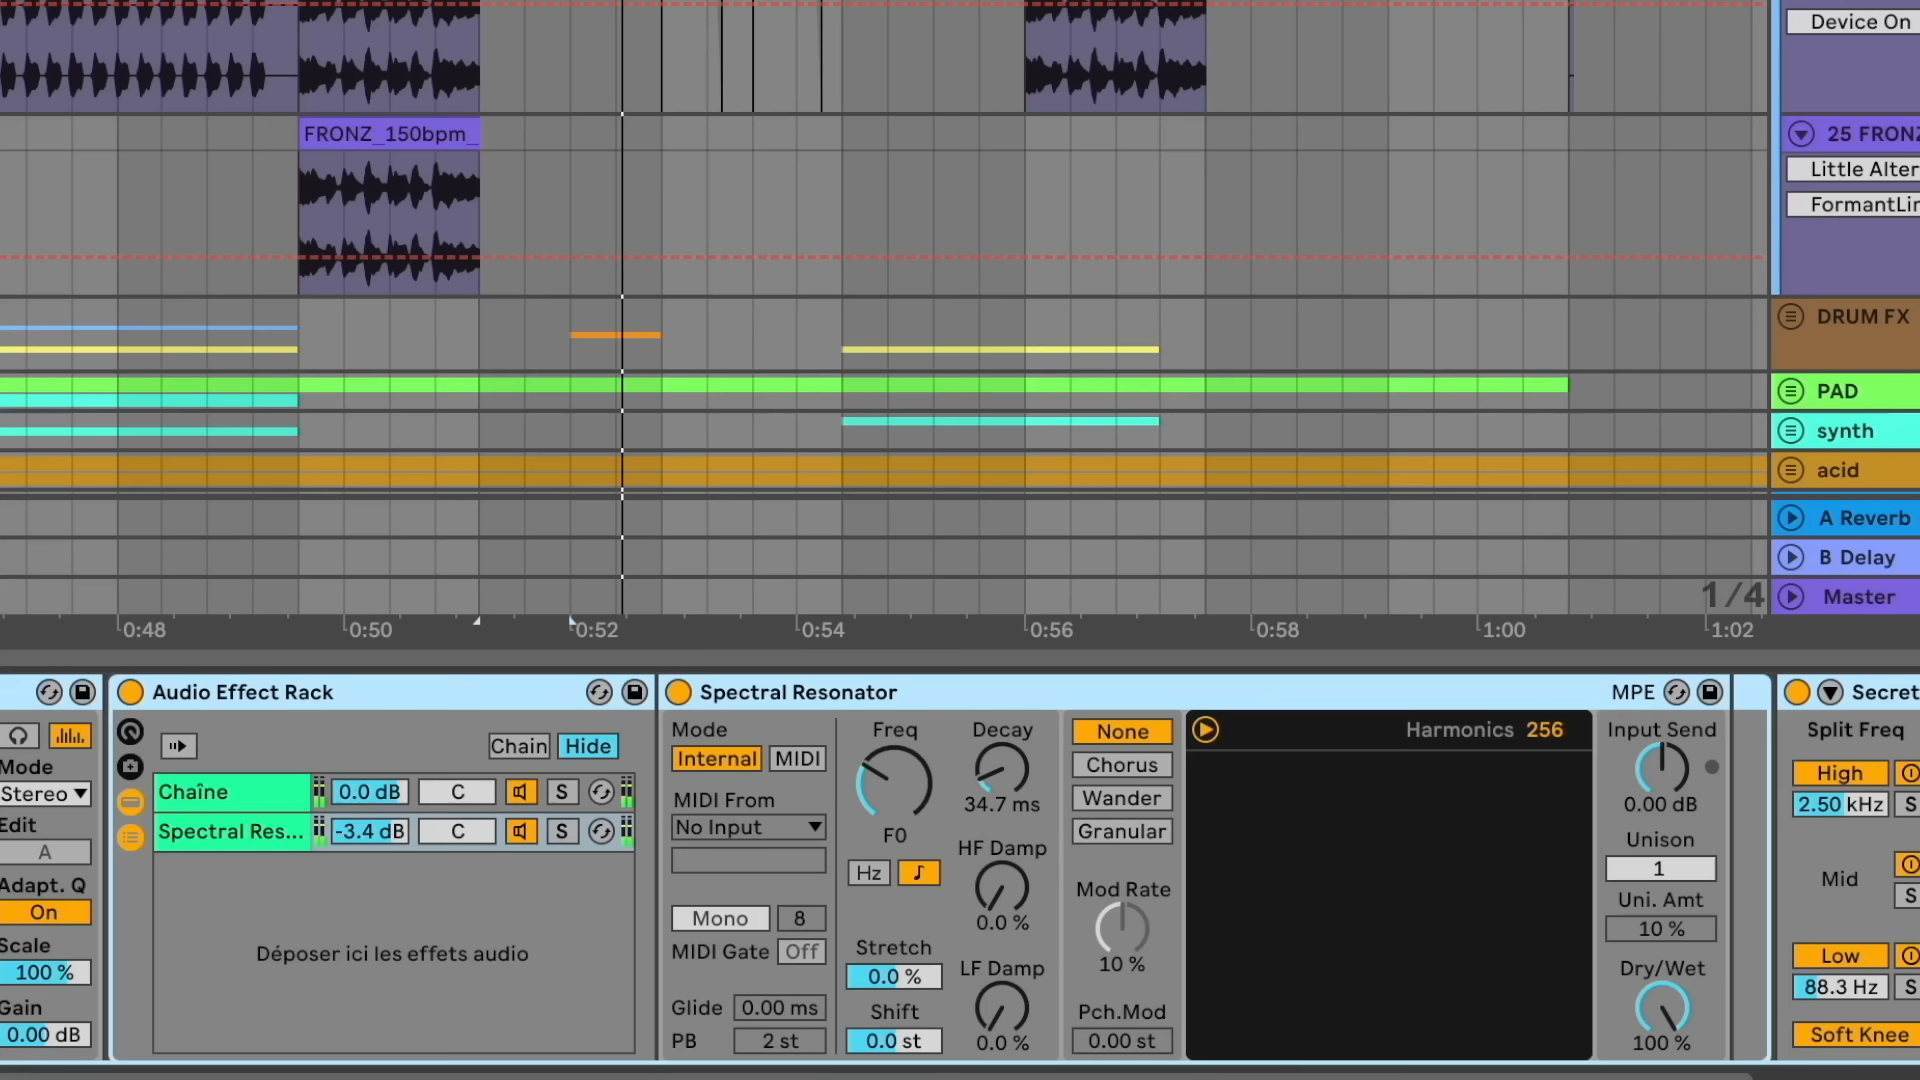 Device On
FRONZ_150bpm_
25 FRONZ
Little Alter
FormantLin
DRUM FX
PAD
synth
acid
A Reverb
B Delay
1/4
Master
0:48
0:50
0:52
0:54
0:56
0:58
1:00
1:02
Mode
Stereo
Edit
A
Adapt. Q
On
Scale
100 %
Gain
0.00 dB
Audio Effect Rack
Chain
Hide
Chaîne
0.0 dB
C
S
Spectral Res...
-3.4 dB
C
S
Déposer ici les effets audio
Spectral Resonator
MPE
Mode
Internal
MIDI
MIDI From
No Input
Mono
8
MIDI Gate
Off
Glide
0.00 ms
PB
2 st
Freq
F0
Hz
Stretch
0.0 %
Shift
0.0 st
Decay
34.7 ms
HF Damp
0.0 %
LF Damp
0.0 %
None
Chorus
Wander
Granular
Mod Rate
10 %
Pch.Mod
0.00 st
Harmonics 256
Input Send
0.00 dB
Unison
1
Uni. Amt
10 %
Dry/Wet
100 %
Secret
Split Freq
High
2.50 kHz
S
Mid
S
Low
88.3 Hz
S
Soft Knee